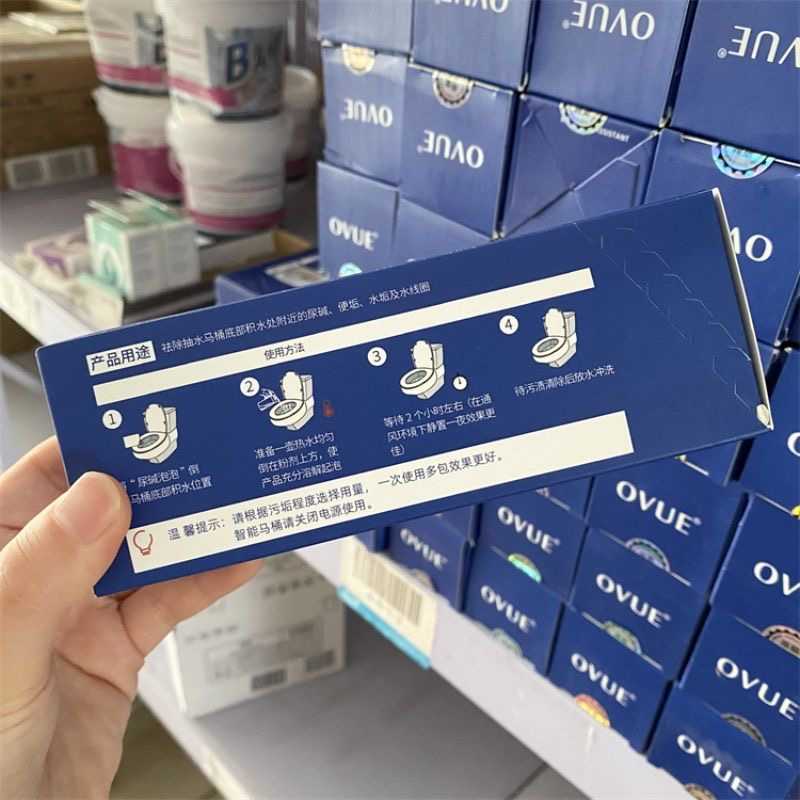 产品用途
祛除抽水马桶底部积水处附近的尿碱、便垢、水垢及水线圈
使用方法
1
“尿碱泡泡”倒
马桶底部积水位置
2
准备一壶热水均匀
倒在粉剂上方，使
产品充分溶解起泡
3
等待2个小时左右（在通
风环境下静置一夜效果更
佳）
4
待污渍清除后放水冲洗
温馨提示：请根据污垢程度选择用量，一次使用多包效果更好。
智能马桶请关闭电源使用。
B
OVUE®
OVUE®
OVUE
OVUE
ISSISTANT
OVUE®
OVUE®
OVUE®
OVUE®
OVUE®
OVUE®
OVUE®
OVUE®
OVUE®